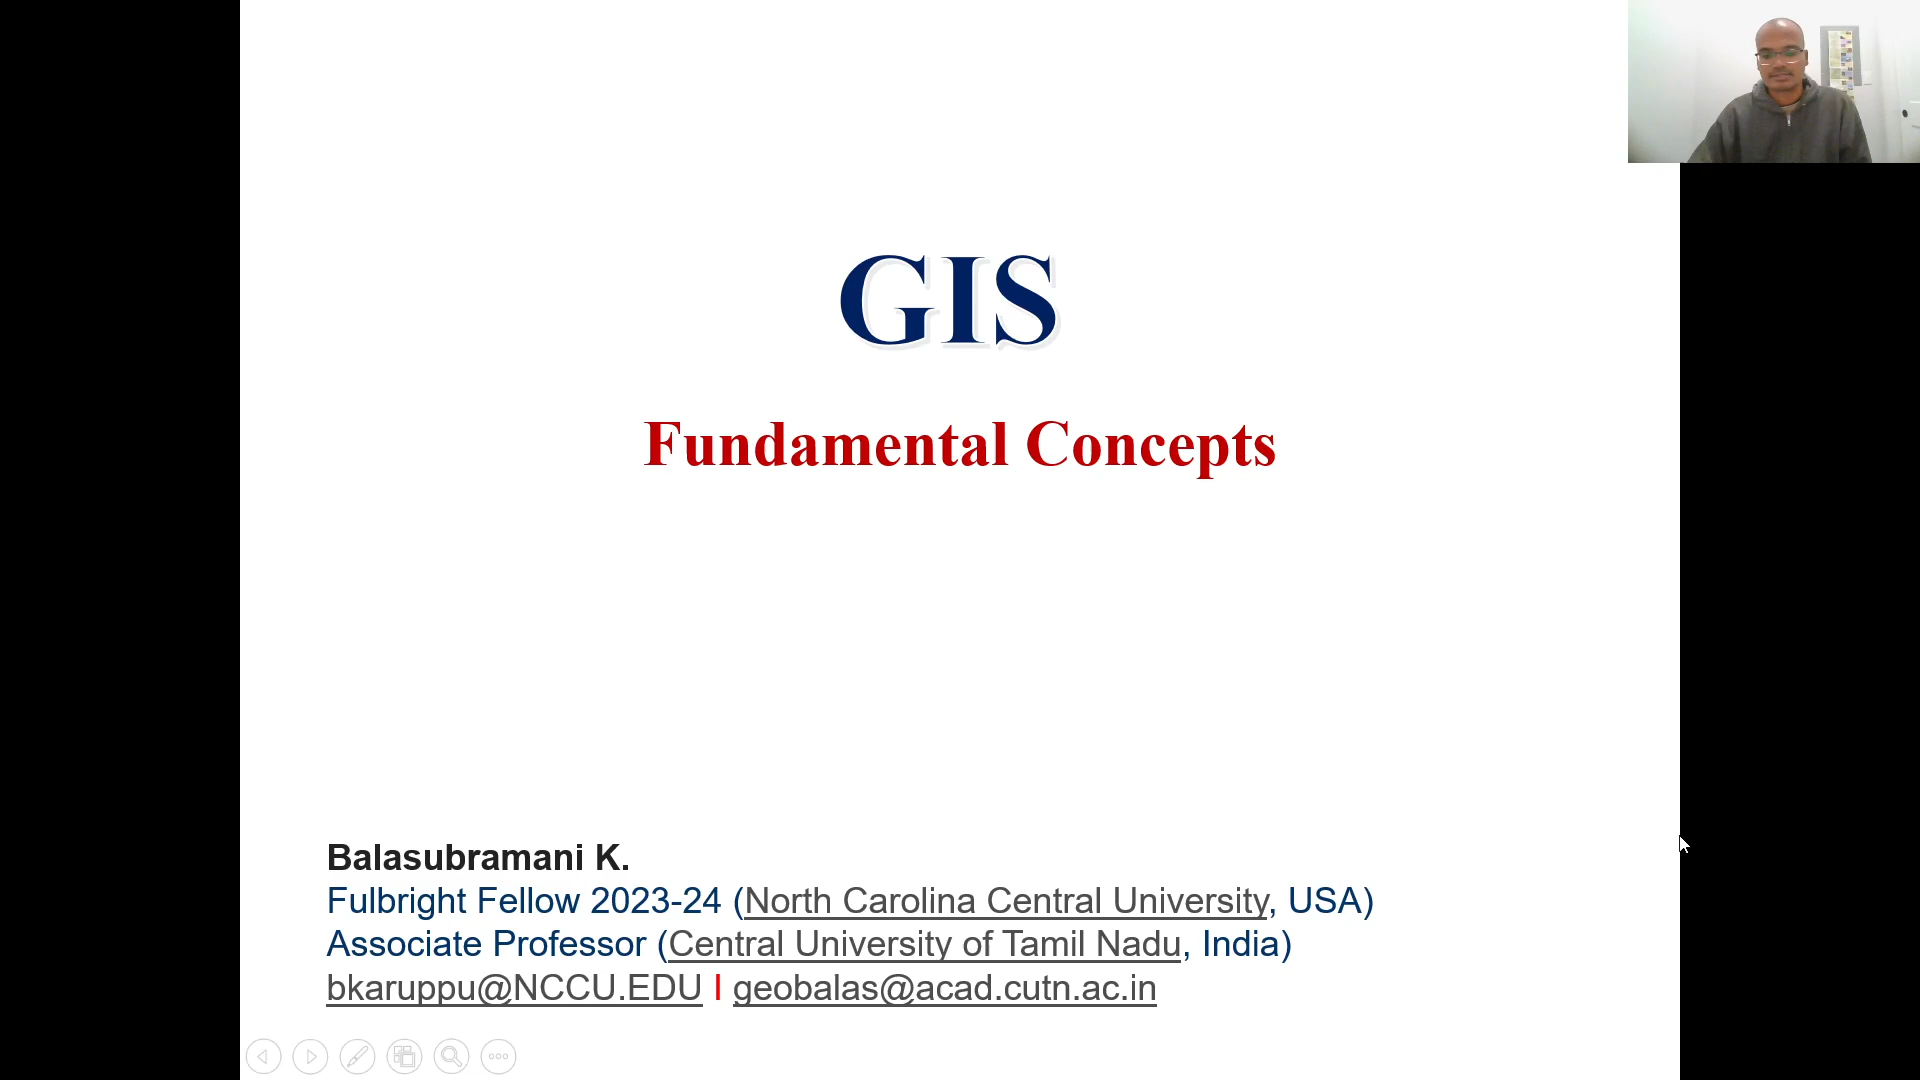 GIS
Fundamental Concepts
Balasubramani K.
Fulbright Fellow 2023-24 (North Carolina Central University, USA)
Associate Professor (Central University of Tamil Nadu, India)
bkaruppu@NCCU.EDU I geobalas@acad.cutn.ac.in